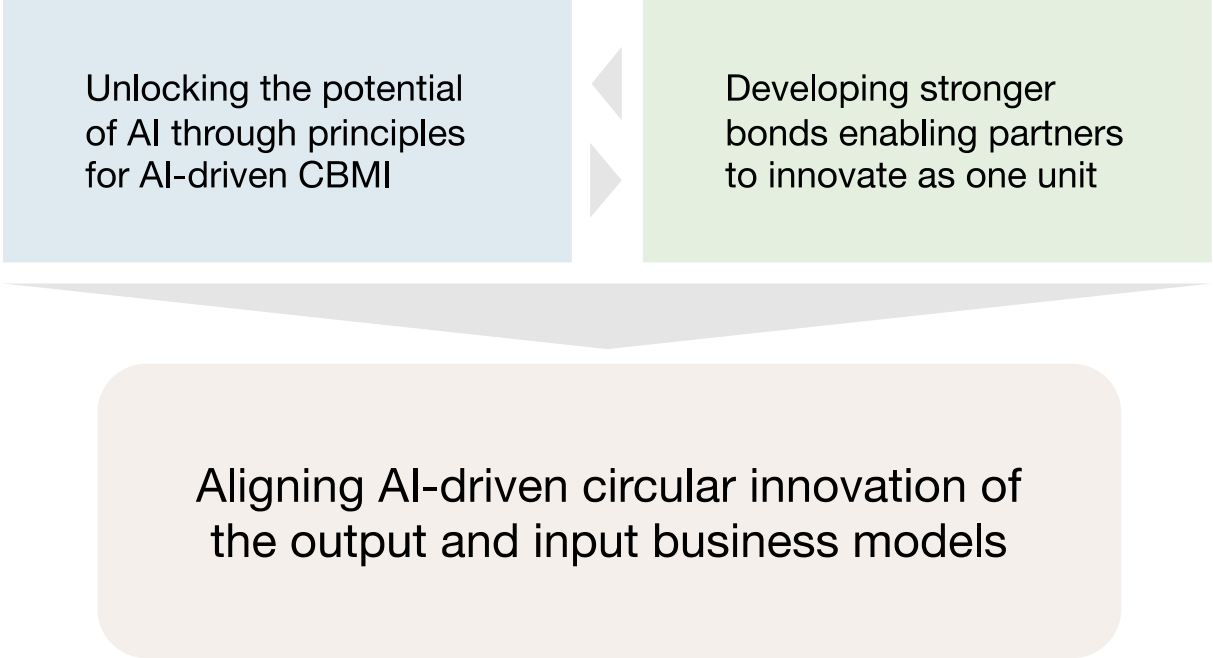 Unlocking the potential
of AI through principles
for AI-driven CBMI
Developing stronger
bonds enabling partners
to innovate as one unit
Aligning AI-driven circular innovation of
the output and input business models